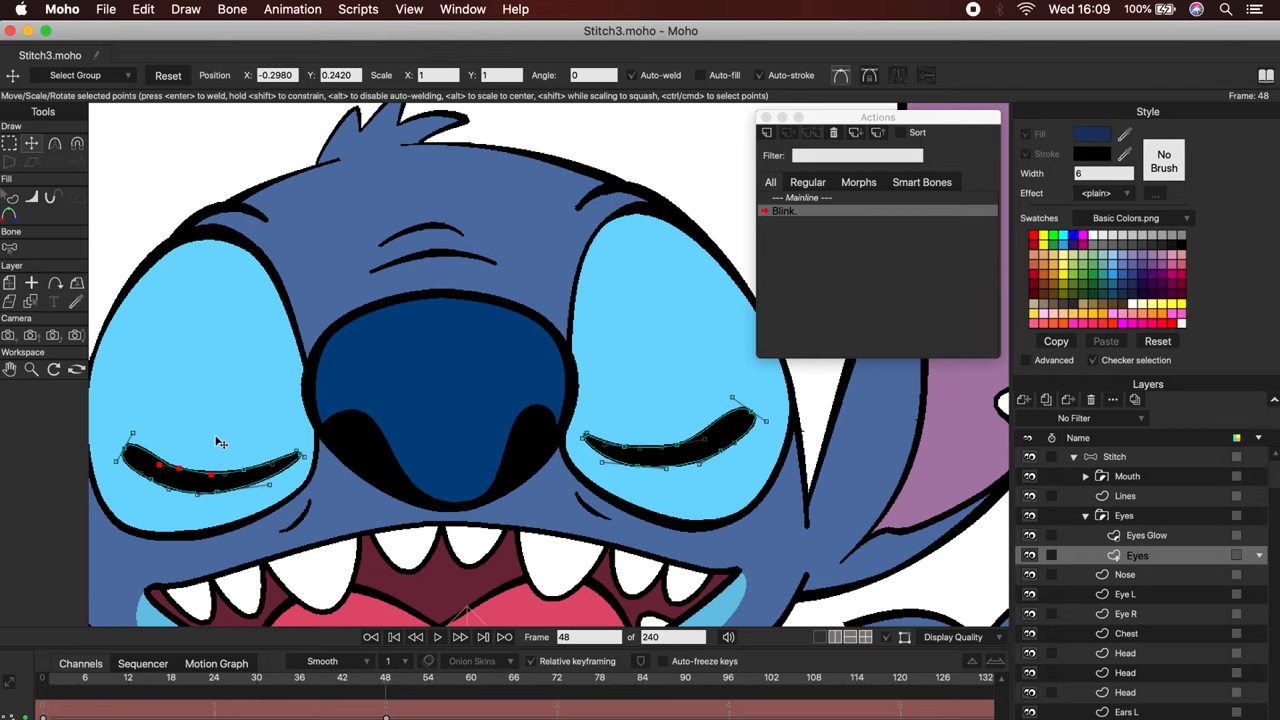 Moho File Edit Draw Bone Animation Scripts View Window Help 100% Wed 16:09
Stitch3.moho - Moho
Stitch3.moho
Select Group Reset Position X: -0.2980 Y: 0.2420 Scale X: 1 Y: 1 Angle: 0 Auto-weld Auto-fill Auto-stroke
Move/Scale/Rotate selected points (press <enter> to weld, hold <shift> to constrain, <alt> to disable auto-welding, <alt> to scale to center, <shift> while scaling to squash, <ctrl/cmd> to select points) Frame: 48
Tools
Draw
Fill
Bone
Layer
Camera
Workspace
Actions
Sort
Filter:
All Regular Morphs Smart Bones
--- Mainline ---
Blink.
Style
Fill
Stroke
No
Brush
Width 6
Effect <plain> ...
Swatches Basic Colors.png
Copy Paste Reset
Advanced Checker selection
Layers
No Filter
Name
Stitch
Mouth
Lines
Eyes
Eyes Glow
Eyes
Nose
Eye L
Eye R
Chest
Head
Head
Head
Ears L
Frame 48 of 240 Display Quality
Channels Sequencer Motion Graph Smooth 1 Onion Skins Relative keyframing Auto-freeze keys
0 6 12 18 24 30 36 42 48 54 60 66 72 78 84 90 96 102 108 114 120 126 132
0 1 2 3 4 5